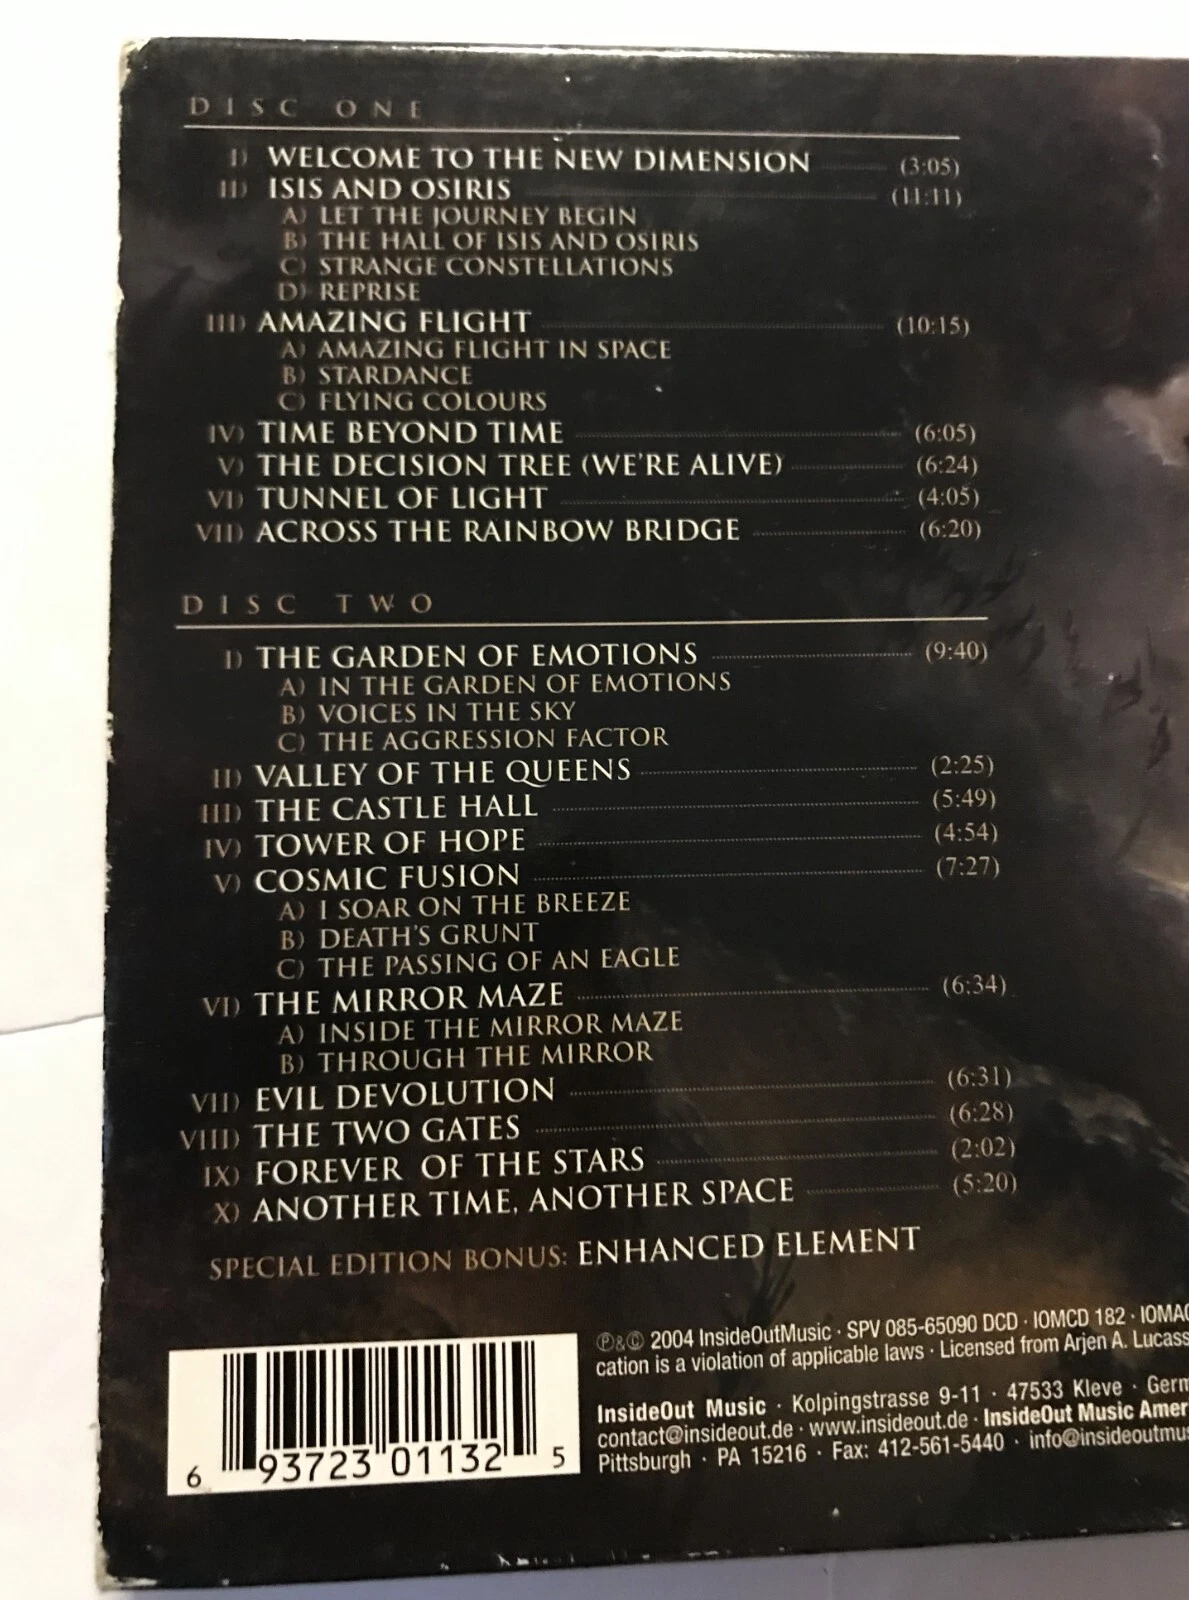 DISC ONE
I) WELCOME TO THE NEW DIMENSION (3:05)
II) ISIS AND OSIRIS (11:11)
A) LET THE JOURNEY BEGIN
B) THE HALL OF ISIS AND OSIRIS
C) STRANGE CONSTELLATIONS
D) REPRISE
III) AMAZING FLIGHT (10:15)
A) AMAZING FLIGHT IN SPACE
B) STARDANCE
C) FLYING COLOURS
IV) TIME BEYOND TIME (6:05)
V) THE DECISION TREE (WE'RE ALIVE) (6:24)
VI) TUNNEL OF LIGHT (4:05)
VII) ACROSS THE RAINBOW BRIDGE (6:20)
DISC TWO
I) THE GARDEN OF EMOTIONS (9:40)
A) IN THE GARDEN OF EMOTIONS
B) VOICES IN THE SKY
C) THE AGGRESSION FACTOR
II) VALLEY OF THE QUEENS (2:25)
III) THE CASTLE HALL (5:49)
IV) TOWER OF HOPE (4:54)
V) COSMIC FUSION (7:27)
A) I SOAR ON THE BREEZE
B) DEATH'S GRUNT
C) THE PASSING OF AN EAGLE
VI) THE MIRROR MAZE (6:34)
A) INSIDE THE MIRROR MAZE
B) THROUGH THE MIRROR
VII) EVIL DEVOLUTION (6:31)
VIII) THE TWO GATES (6:28)
IX) FOREVER OF THE STARS (2:02)
X) ANOTHER TIME, ANOTHER SPACE (5:20)
SPECIAL EDITION BONUS: ENHANCED ELEMENT
℗&© 2004 InsideOutMusic · SPV 085-65090 DCD · IOMCD 182 · IOMAC
cation is a violation of applicable laws · Licensed from Arjen A. Lucass
InsideOut Music · Kolpingstrasse 9-11 · 47533 Kleve · Germ
contact@insideout.de · www.insideout.de · InsideOut Music Amer
Pittsburgh · PA 15216 · Fax: 412-561-5440 · info@insideoutmus
6 93723 01132 5